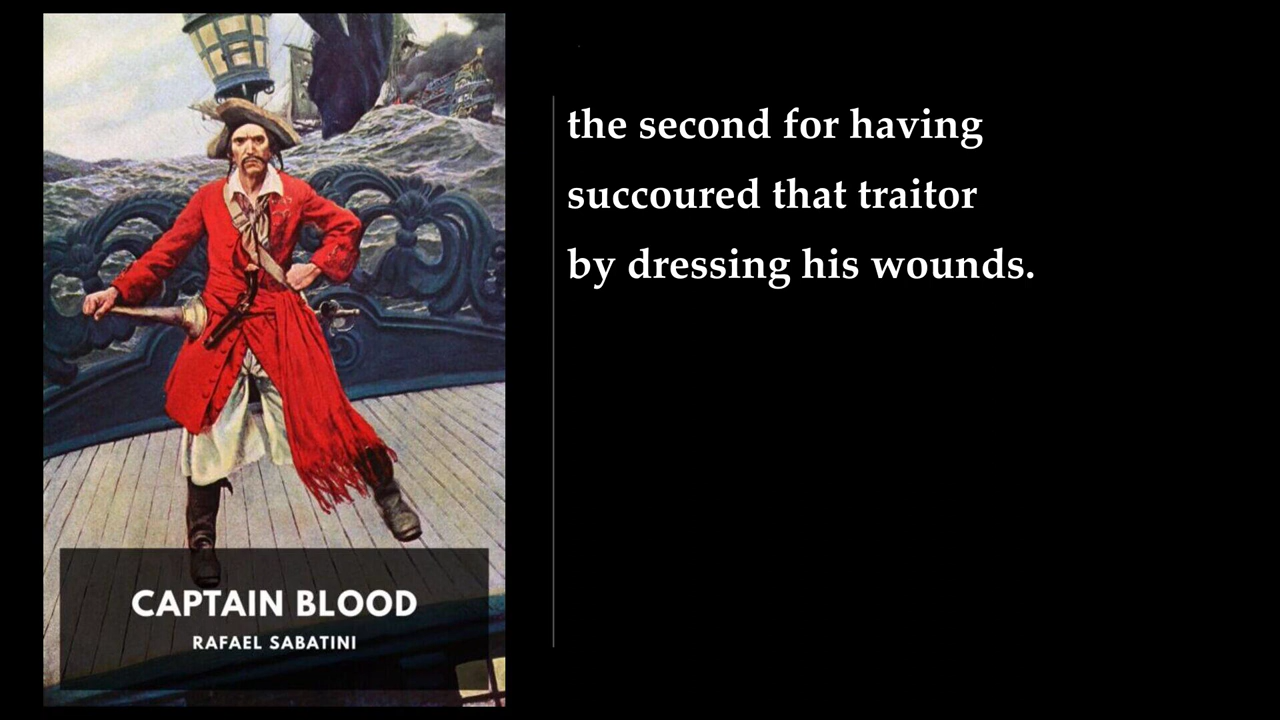 the second for having
succoured that traitor
by dressing his wounds.
CAPTAIN BLOOD
RAFAEL SABATINI